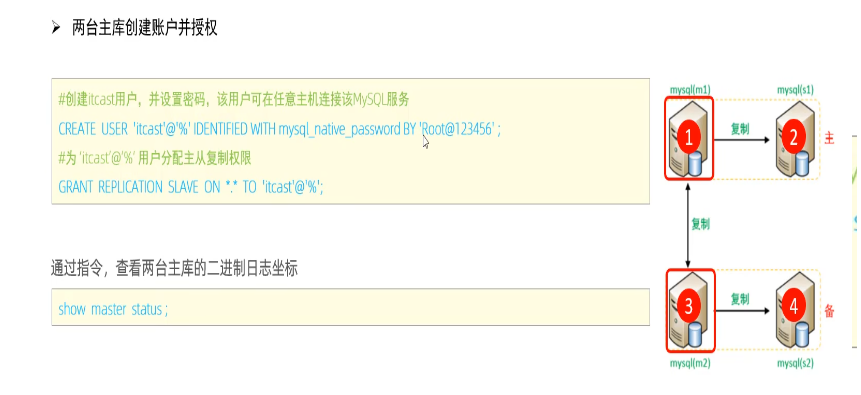 ➢ 两台主库创建账户并授权
#创建itcast用户，并设置密码，该用户可在任意主机连接该MySQL服务
CREATE USER 'itcast'@'%' IDENTIFIED WITH mysql_native_password BY 'Root@123456' ;
#为 'itcast'@'%' 用户分配主从复制权限
GRANT REPLICATION SLAVE ON *.* TO 'itcast'@'%';
通过指令，查看两台主库的二进制日志坐标
show master status ;
mysql(m1)
mysql(s1)
1
复制
2
主
复制
3
复制
4
备
mysql(m2)
mysql(s2)